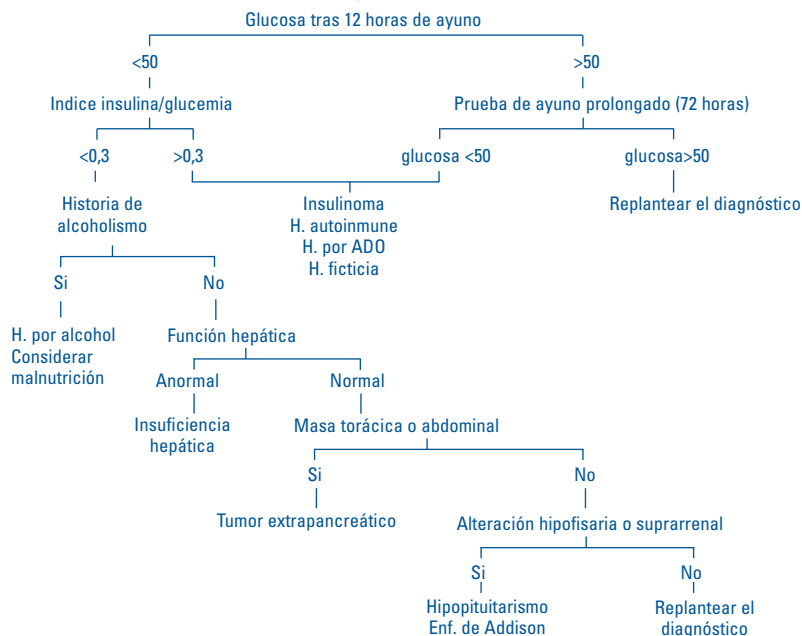 Glucosa tras 12 horas de ayuno
<50
>50
Indice insulina/glucemia
Prueba de ayuno prolongado (72 horas)
<0,3
>0,3
glucosa <50
glucosa>50
Historia de
alcoholismo
Insulinoma
H. autoinmune
H. por ADO
H. ficticia
Replantear el diagnóstico
Si
No
H. por alcohol
Considerar
malnutrición
Función hepática
Anormal
Normal
Insuficiencia
hepática
Masa torácica o abdominal
Si
No
Tumor extrapancreático
Alteración hipofisaria o suprarrenal
Si
No
Hipopituitarismo
Enf. de Addison
Replantear el
diagnóstico